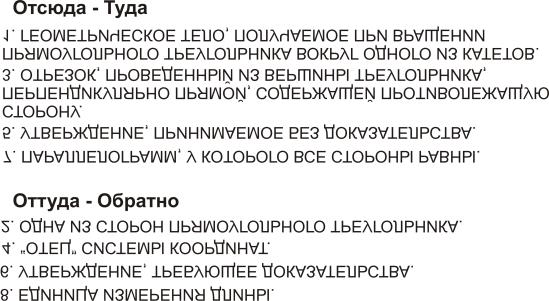 Отсюда - Туда
1. ГЕОМЕТРИЧЕСКОЕ ТЕЛО, ПОЛУЧАЕМОЕ ПРИ ВРАЩЕНИИ
ПРЯМОУГОЛЬНОГО ТРЕУГОЛЬНИКА ВОКРУГ ОДНОГО ИЗ КАТЕТОВ.
3. ОТРЕЗОК, ПРОВЕДЕННЫЙ ИЗ ВЕРШИНЫ ТРЕУГОЛЬНИКА,
ПЕРПЕНДИКУЛЯРНО ПРЯМОЙ, СОДЕРЖАЩЕЙ ПРОТИВОЛЕЖАЩУЮ
СТОРОНУ.
5. УТВЕРЖДЕНИЕ, ПРИНИМАЕМОЕ БЕЗ ДОКАЗАТЕЛЬСТВА.
7. ПАРАЛЛЕЛОГРАММ, У КОТОРОГО ВСЕ СТОРОНЫ РАВНЫ.
Оттуда - Обратно
2. ОДНА ИЗ СТОРОН ПРЯМОУГОЛЬНОГО ТРЕУГОЛЬНИКА.
4. "ОТЕЦ" СИСТЕМЫ КООРДИНАТ.
6. УТВЕРЖДЕНИЕ, ТРЕБУЮЩЕЕ ДОКАЗАТЕЛЬСТВА.
8. ЕДИНИЦА ИЗМЕРЕНИЯ ДЛИНЫ.